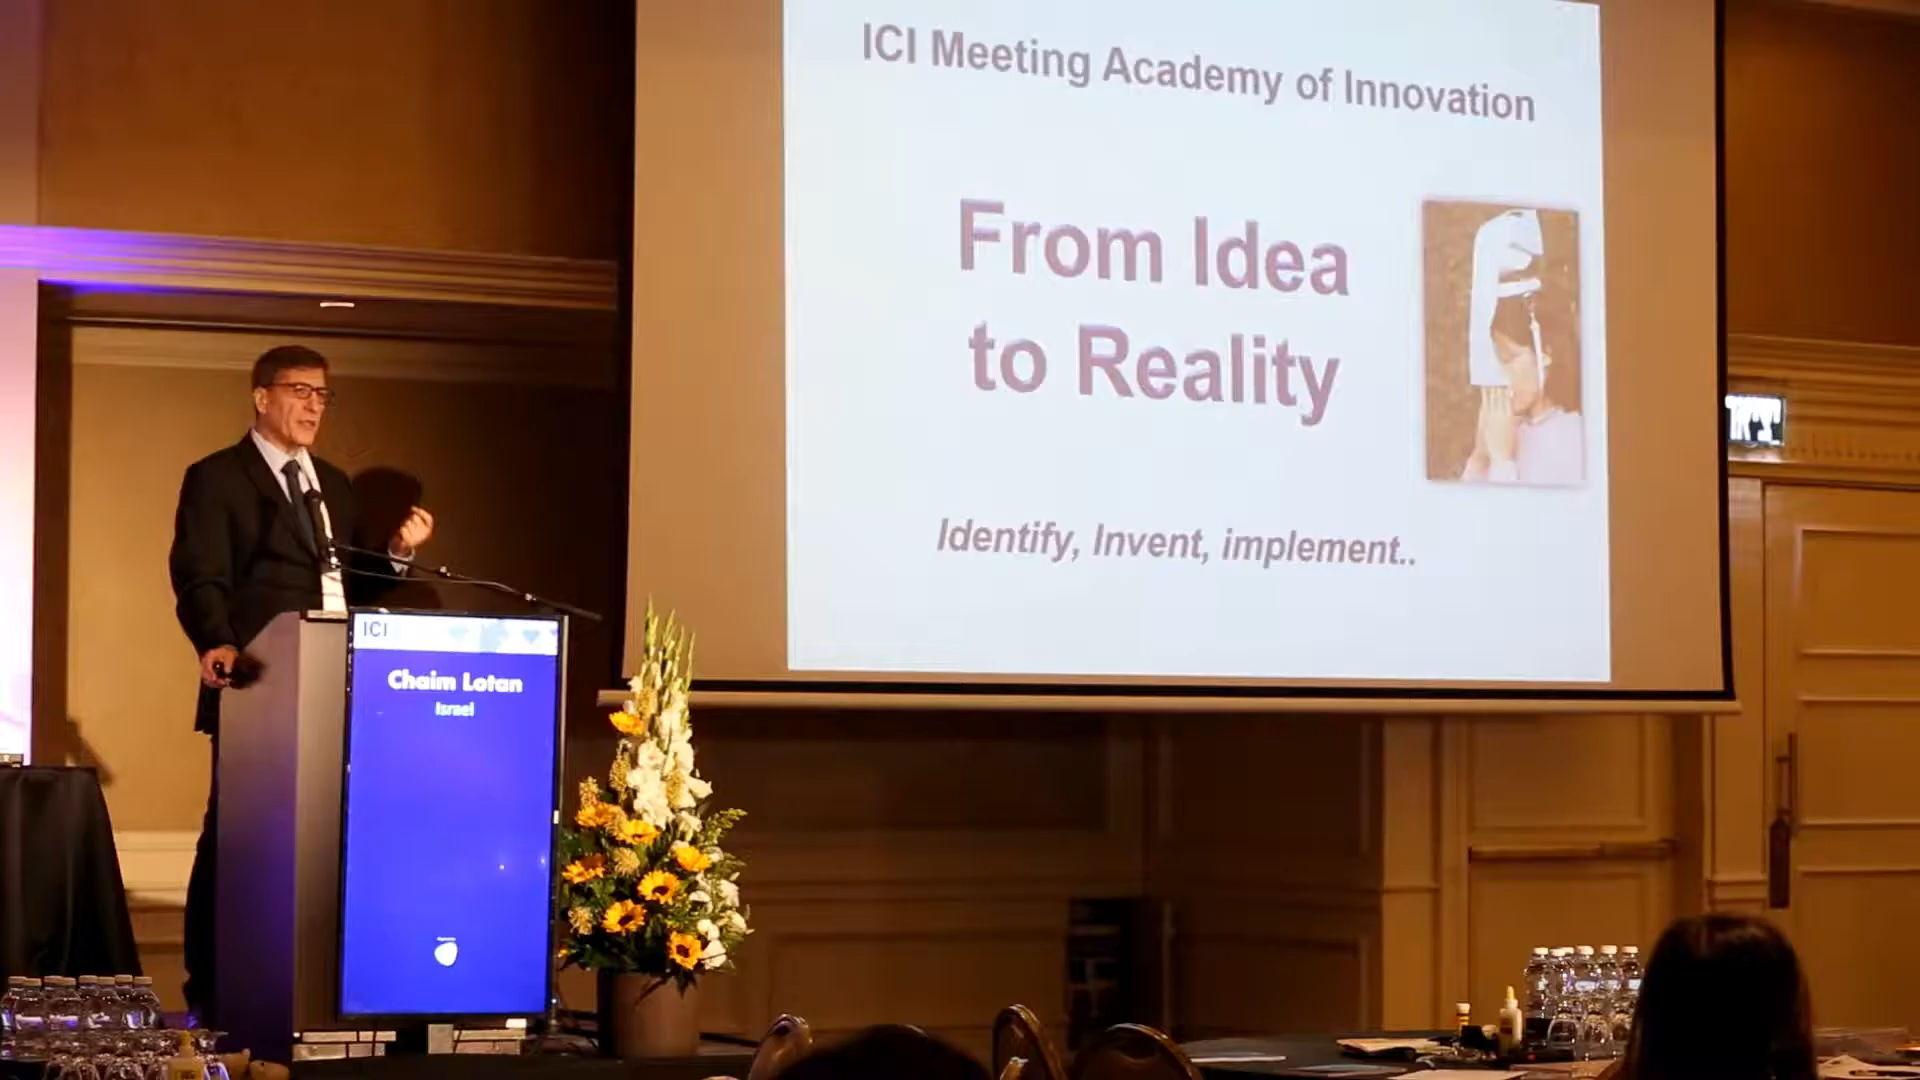 ICI Meeting Academy of Innovation
From Idea
to Reality
Identify, Invent, implement..
ICI
Chaim Lotan
Israel